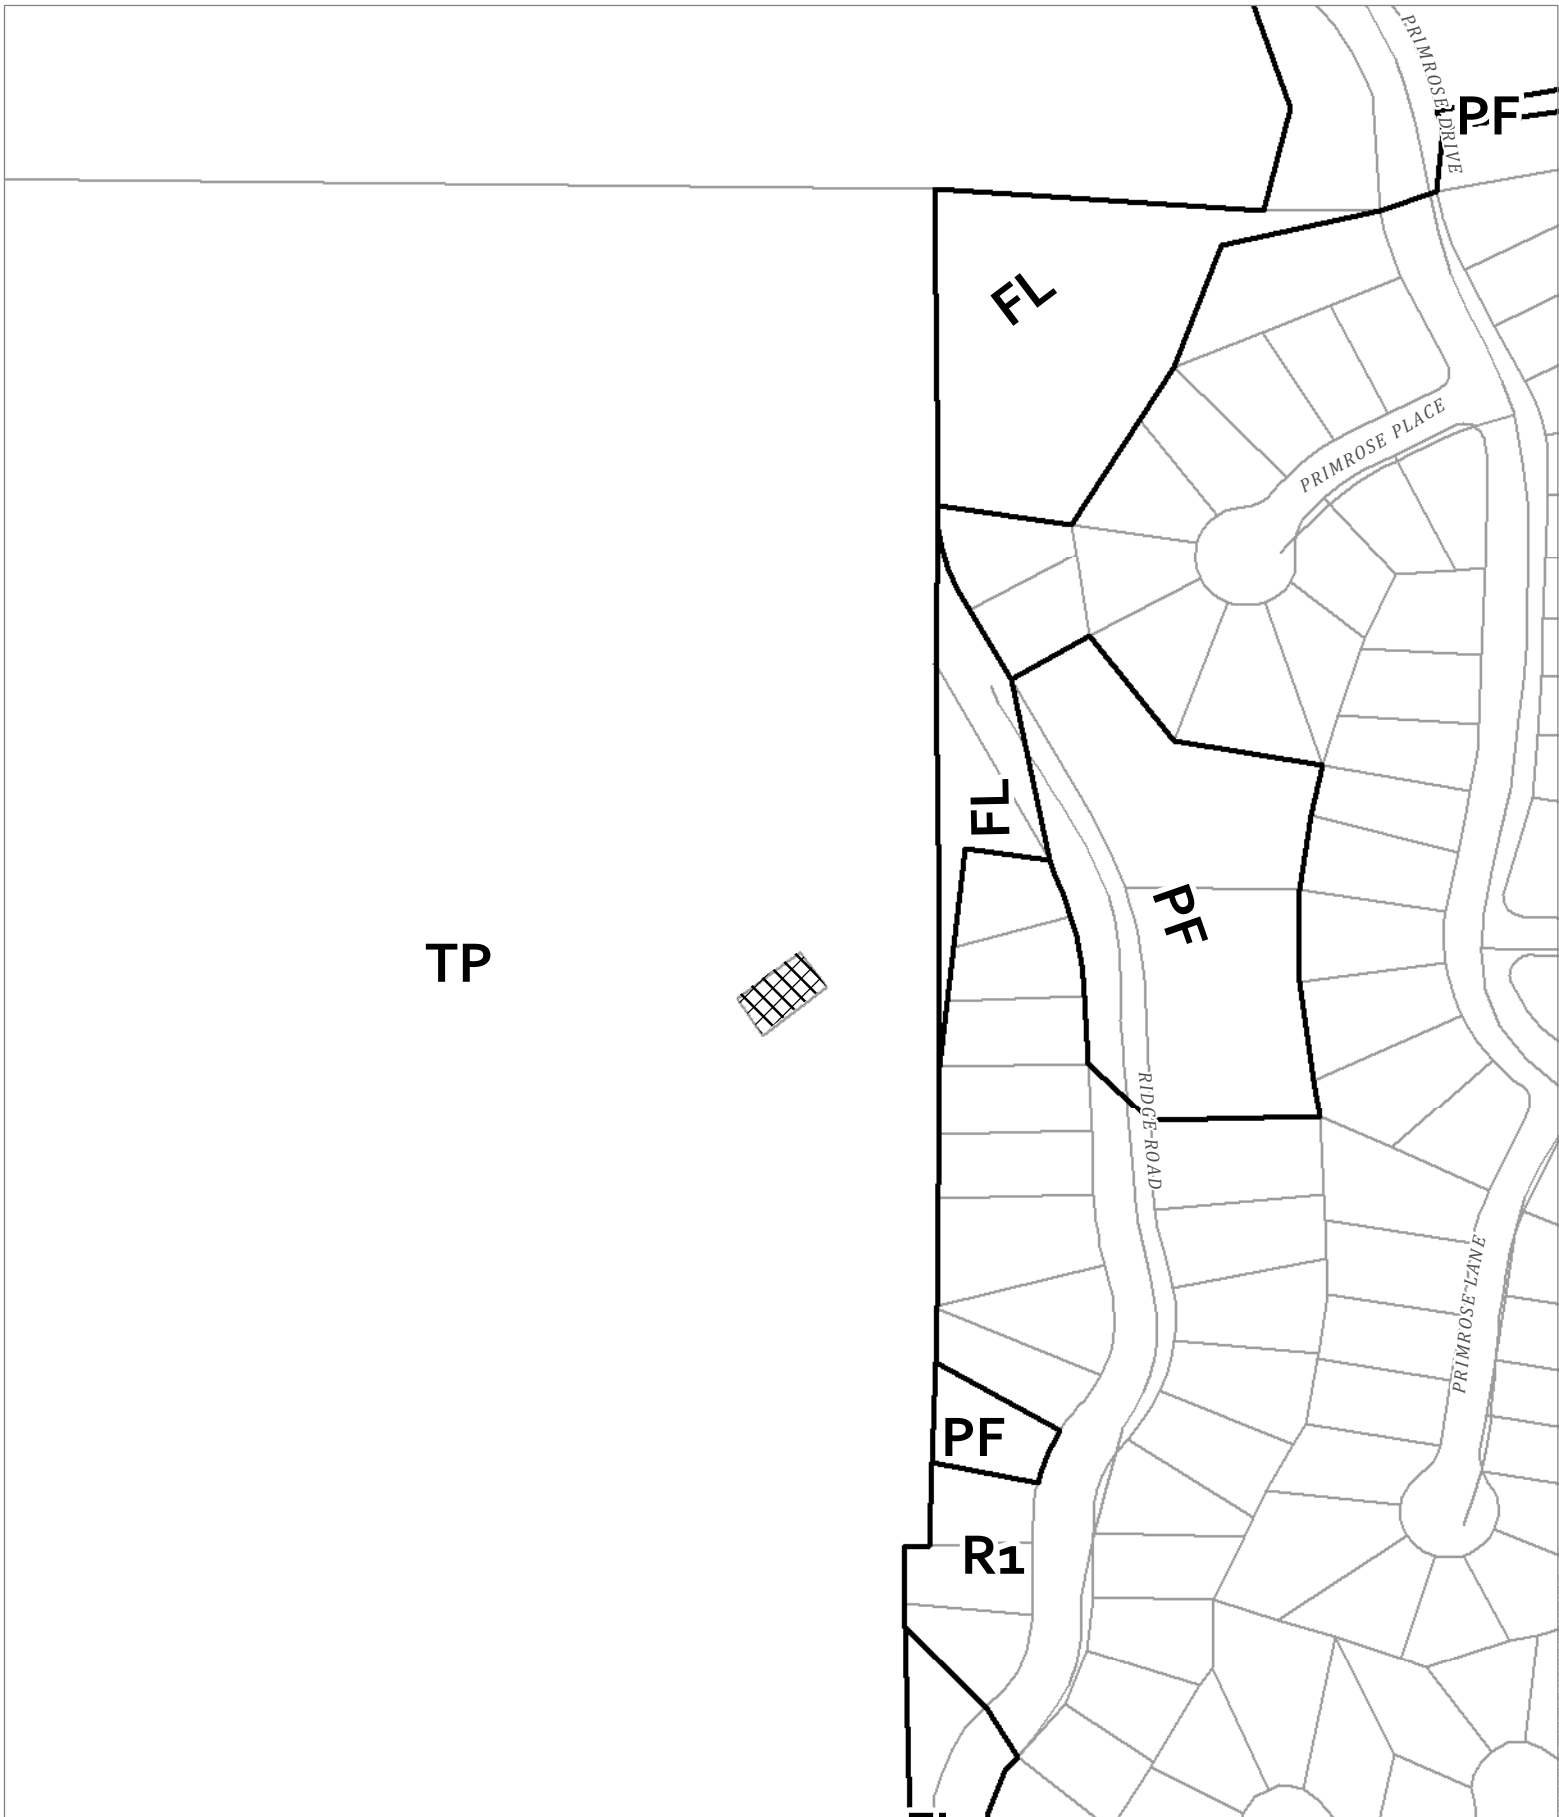 PRIMROSE DRIVE
PF
FL
PRIMROSE PLACE
FL
PF
TP
RIDGE ROAD
PRIMROSE LANE
PF
R1